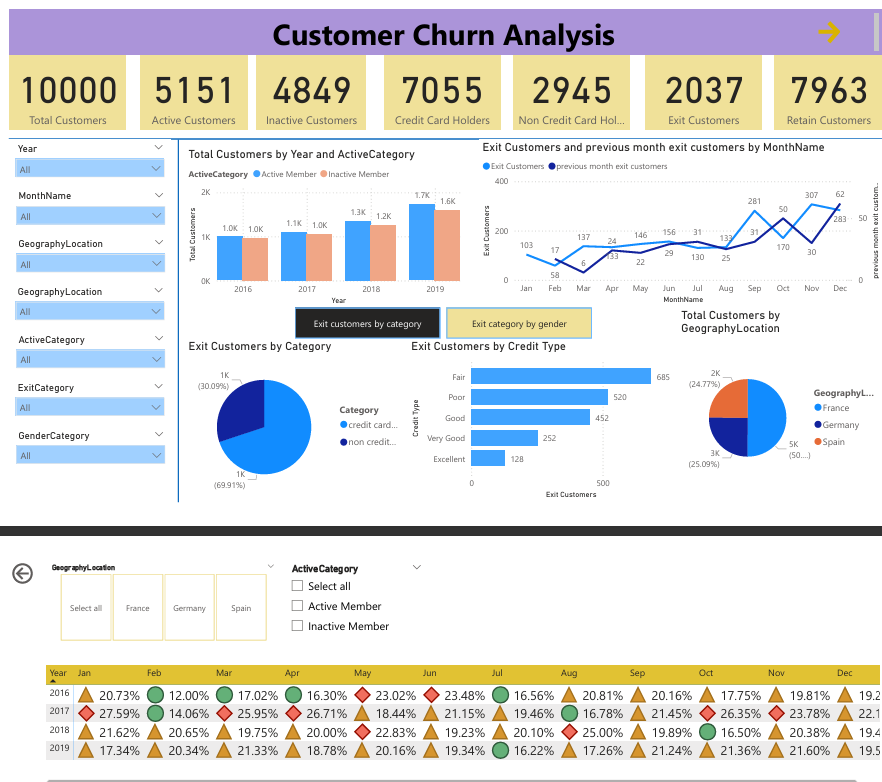 Customer Churn Analysis
10000 5151 4849 7055 2945 2037 7963
Total Customers Active Customers Inactive Customers Credit Card Holders Non Credit Card Hol... Exit Customers Retain Customers
Year
All
MonthName
All
GeographyLocation
All
GeographyLocation
All
ActiveCategory
All
ExitCategory
All
GenderCategory
All
Total Customers by Year and ActiveCategory
ActiveCategory Active Member Inactive Member
Total Customers
2K
1K
0K
1.0K 1.0K 1.1K 1.0K 1.3K 1.2K 1.7K 1.6K
2016 2017 2018 2019
Year
Exit Customers and previous month exit customers by MonthName
Exit Customers previous month exit customers
Exit Customers
400
200
0
103 58 137 133 146 156 130 133 281 170 307 283
17 6 24 22 29 31 25 31 50 30 62
50
0
previous month exit custom...
Jan Feb Mar Apr May Jun Jul Aug Sep Oct Nov Dec
MonthName
Exit customers by category Exit category by gender
Exit Customers by Category
1K
(30.09%)
1K
(69.91%)
Category
credit card...
non credit...
Exit Customers by Credit Type
Credit Type
Fair 685
Poor 520
Good 452
Very Good 252
Excellent 128
0 500
Exit Customers
Total Customers by
GeographyLocation
2K
(24.77%)
3K
(25.09%)
5K
(50....)
GeographyL...
France
Germany
Spain
GeographyLocation
Select all France Germany Spain
ActiveCategory
Select all
Active Member
Inactive Member
Year Jan Feb Mar Apr May Jun Jul Aug Sep Oct Nov Dec
2016 20.73% 12.00% 17.02% 16.30% 23.02% 23.48% 16.56% 20.81% 20.16% 17.75% 19.81% 19.2
2017 27.59% 14.06% 25.95% 26.71% 18.44% 21.15% 19.46% 16.78% 21.45% 26.35% 23.78% 22.1
2018 21.62% 20.65% 19.75% 20.00% 22.83% 19.23% 20.10% 25.00% 19.89% 16.50% 20.38% 19.4
2019 17.34% 20.34% 21.33% 18.78% 20.16% 19.34% 16.22% 17.26% 21.24% 21.36% 21.60% 19.5